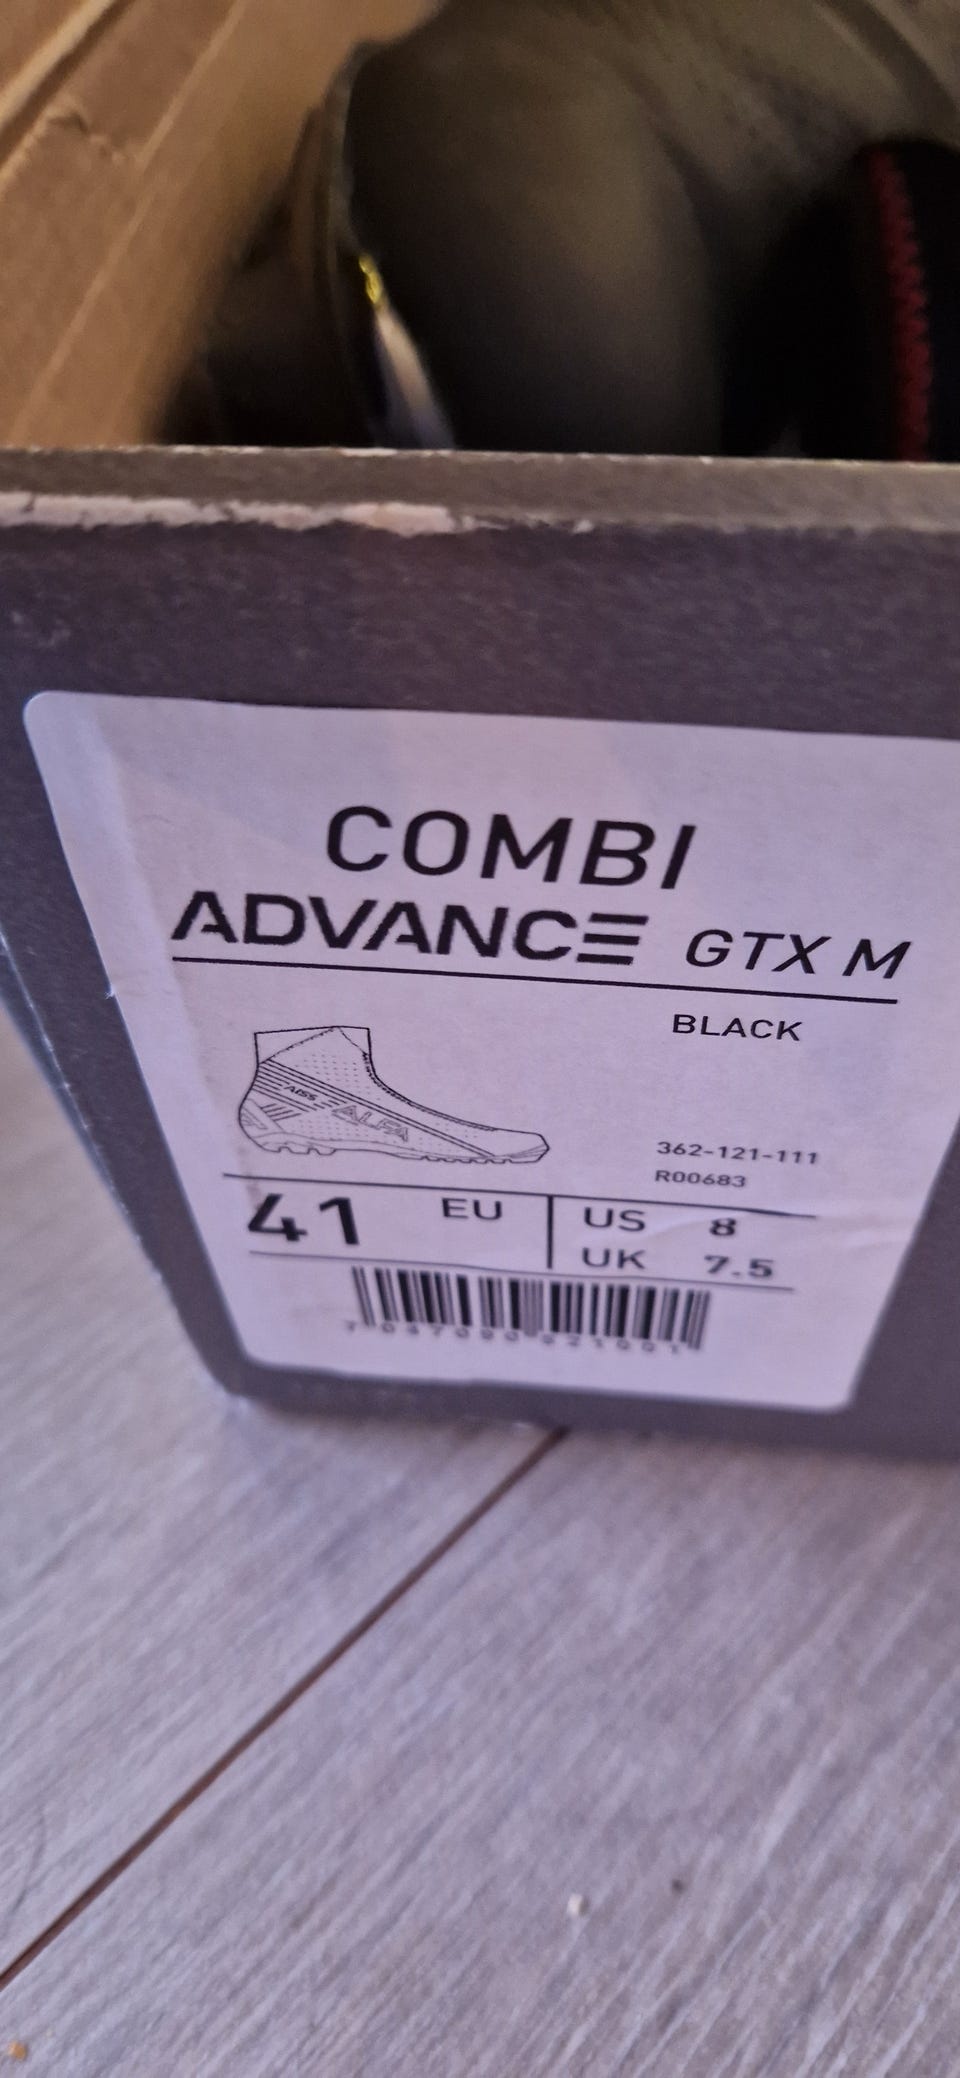 COMBI
ADVANCE GTX M
BLACK
AISS ALFA
362-121-111
R00683
41 EU US 8
UK 7.5